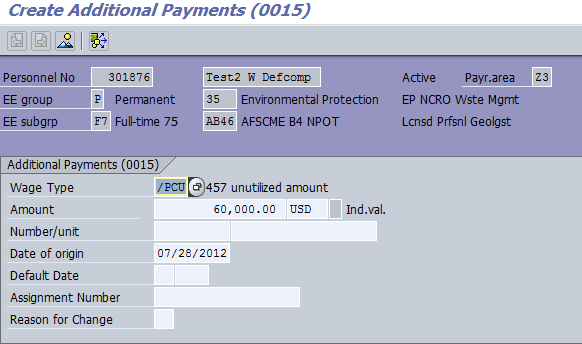 Create Additional Payments (0015)
Personnel No 301876 Test2 W Defcomp Active Payr.area Z3
EE group P Permanent 35 Environmental Protection EP NCRO Wste Mgmt
EE subgrp F7 Full-time 75 AB46 AFSCME B4 NPOT Lcnsd Prfsnl Geolgst
Additional Payments (0015)
Wage Type /PCU 457 unutilized amount
Amount 60,000.00 USD Ind.val.
Number/unit
Date of origin 07/28/2012
Default Date
Assignment Number
Reason for Change